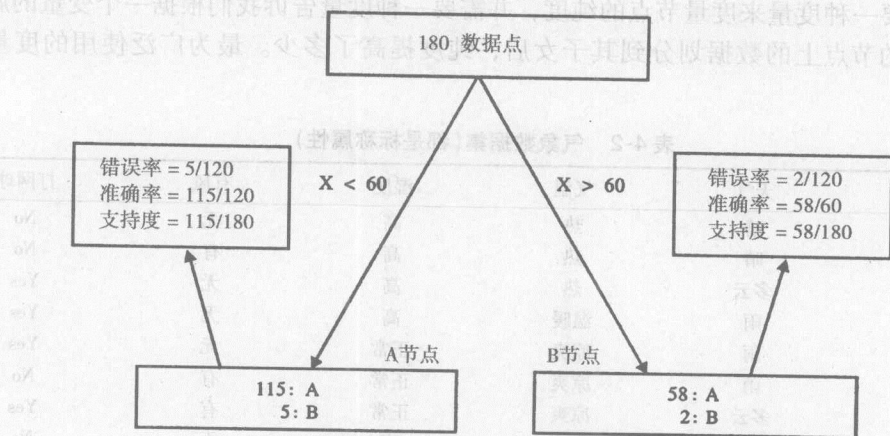 180 数据点
错误率 = 5/120
准确率 = 115/120
支持度 = 115/180
X < 60
X > 60
错误率 = 2/120
准确率 = 58/60
支持度 = 58/180
A节点
B节点
115: A
5: B
58: A
2: B